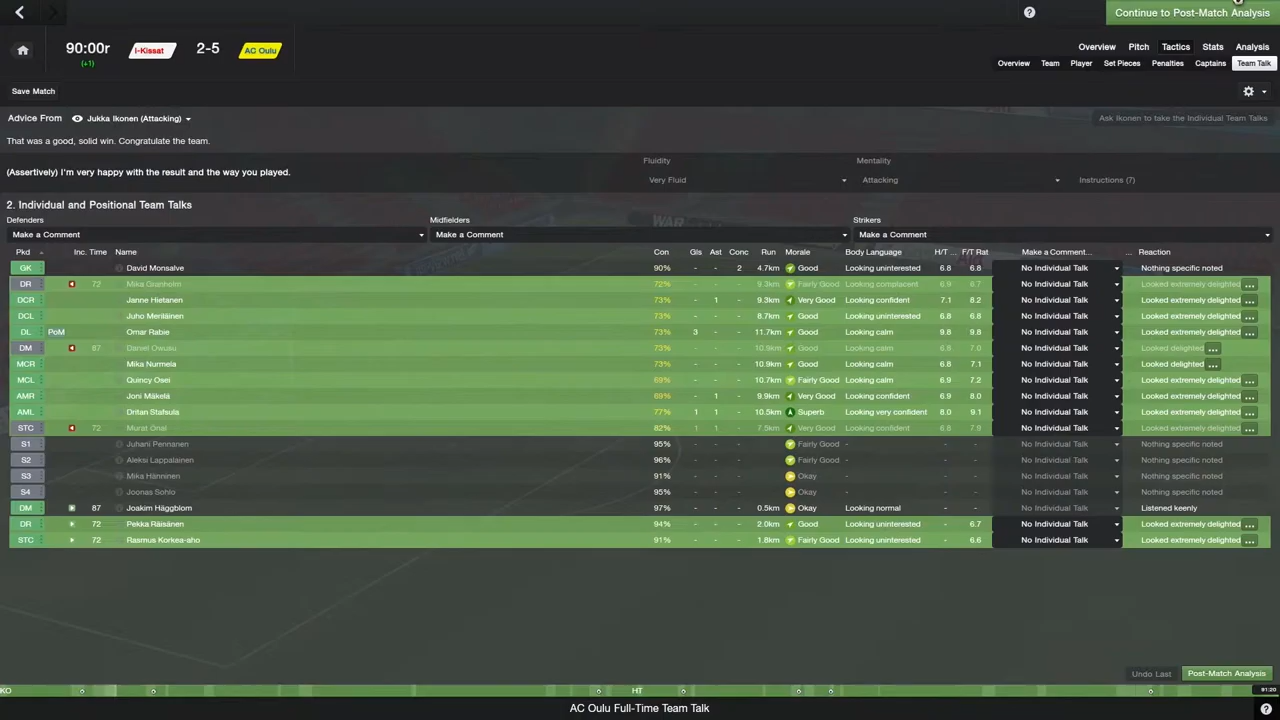 Continue to Post-Match Analysis
90:00r I-Kissat 2-5 AC Oulu
(+1)
Overview Pitch Tactics Stats Analysis
Overview Team Player Set Pieces Penalties Captains Team Talk
Save Match
Advice From Jukka Ikonen (Attacking) Ask Ikonen to take the Individual Team Talks
That was a good, solid win. Congratulate the team.
Fluidity Mentality
(Assertively) I'm very happy with the result and the way you played.
Very Fluid Attacking Instructions (7)
2. Individual and Positional Team Talks
Defenders Midfielders Strikers
Make a Comment Make a Comment Make a Comment
Pkd Inc. Time Name Con Gls Ast Conc Run Morale Body Language H/T ... F/T Rat Make a Comment... ... Reaction
GK David Monsalve 90% - - 2 4.7km Good Looking uninterested 6.8 6.8 No Individual Talk Nothing specific noted
DR 72 Mika Granholm 72% - - - 9.3km Fairly Good Looking complacent 6.9 6.7 No Individual Talk Looked extremely delighted ...
DCR Janne Hietanen 73% - 1 - 9.3km Very Good Looking confident 7.1 8.2 No Individual Talk Looked extremely delighted ...
DCL Juho Meriläinen 73% - - - 8.7km Good Looking uninterested 6.8 6.8 No Individual Talk Looked extremely delighted ...
DL PoM Omar Rabie 73% 3 - - 11.7km Good Looking calm 9.8 9.8 No Individual Talk Looked extremely delighted ...
DM 87 Daniel Owusu 73% - - - 10.9km Good Looking calm 6.8 7.0 No Individual Talk Looked delighted ...
MCR Mika Nurmela 73% - - - 10.9km Good Looking calm 6.8 7.1 No Individual Talk Looked delighted ...
MCL Quincy Osei 69% - - - 10.7km Fairly Good Looking calm 6.9 7.2 No Individual Talk Looked extremely delighted ...
AMR Joni Mäkelä 69% - 1 - 9.9km Very Good Looking confident 6.9 8.0 No Individual Talk Looked extremely delighted ...
AML Dritan Stafsula 77% 1 1 - 10.5km Superb Looking very confident 8.0 9.1 No Individual Talk Looked extremely delighted ...
STC 72 Murat Önal 82% 1 1 - 7.5km Very Good Looking confident 6.8 7.9 No Individual Talk Looked extremely delighted ...
S1 Juhani Pennanen 95% - - - Fairly Good - - - No Individual Talk Nothing specific noted
S2 Aleksi Lappalainen 96% - - - Fairly Good - - - No Individual Talk Nothing specific noted
S3 Mika Hänninen 91% - - - Okay - - - No Individual Talk Nothing specific noted
S4 Joonas Sohlo 95% - - - Okay - - - No Individual Talk Nothing specific noted
DM 87 Joakim Häggblom 97% - - - 0.5km Okay Looking normal - - No Individual Talk Listened keenly
DR 72 Pekka Räisänen 94% - - - 2.0km Good Looking uninterested - 6.7 No Individual Talk Looked extremely delighted ...
STC 72 Rasmus Korkea-aho 91% - - - 1.8km Fairly Good Looking uninterested - 6.6 No Individual Talk Looked extremely delighted ...
Undo Last Post-Match Analysis
KO HT 91:20
AC Oulu Full-Time Team Talk